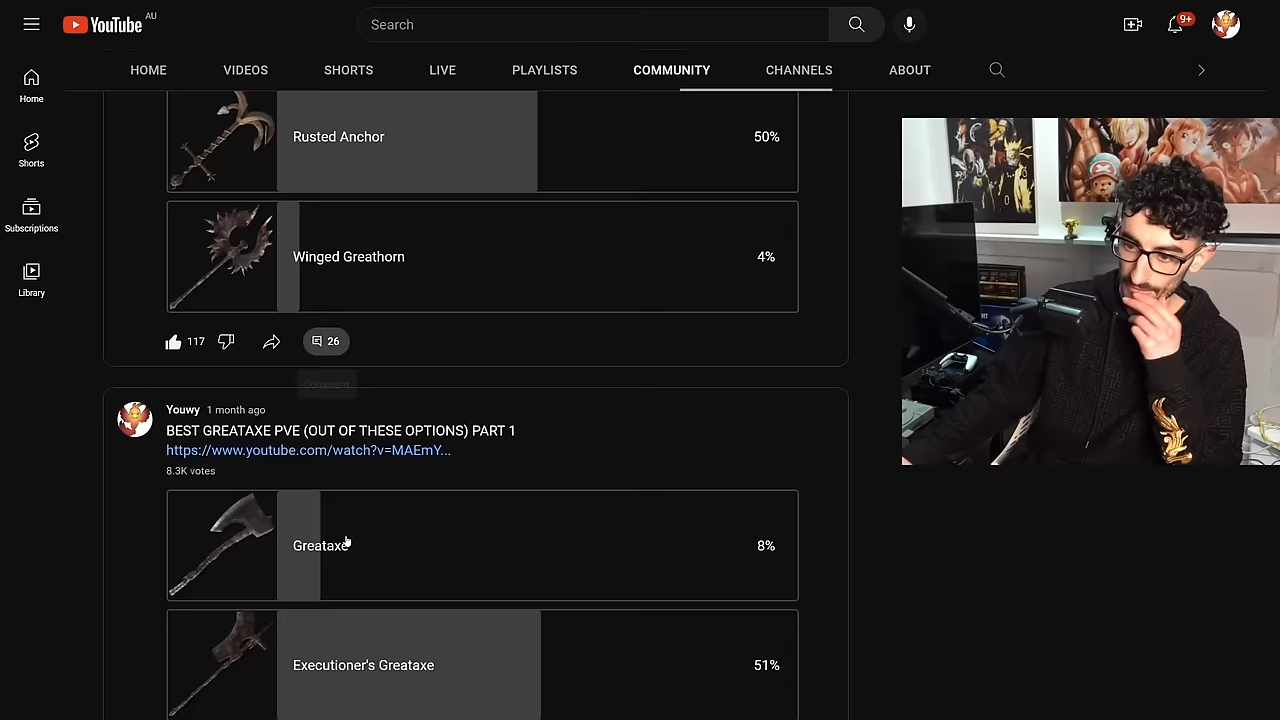 YouTube AU
Search
9+
HOME VIDEOS SHORTS LIVE PLAYLISTS COMMUNITY CHANNELS ABOUT
Home
Shorts
Subscriptions
Library
Rusted Anchor 50%
Winged Greathorn 4%
117 26
Comment
Youwy 1 month ago
BEST GREATAXE PVE (OUT OF THESE OPTIONS) PART 1
https://www.youtube.com/watch?v=MAEmY...
8.3K votes
Greataxe 8%
Executioner's Greataxe 51%